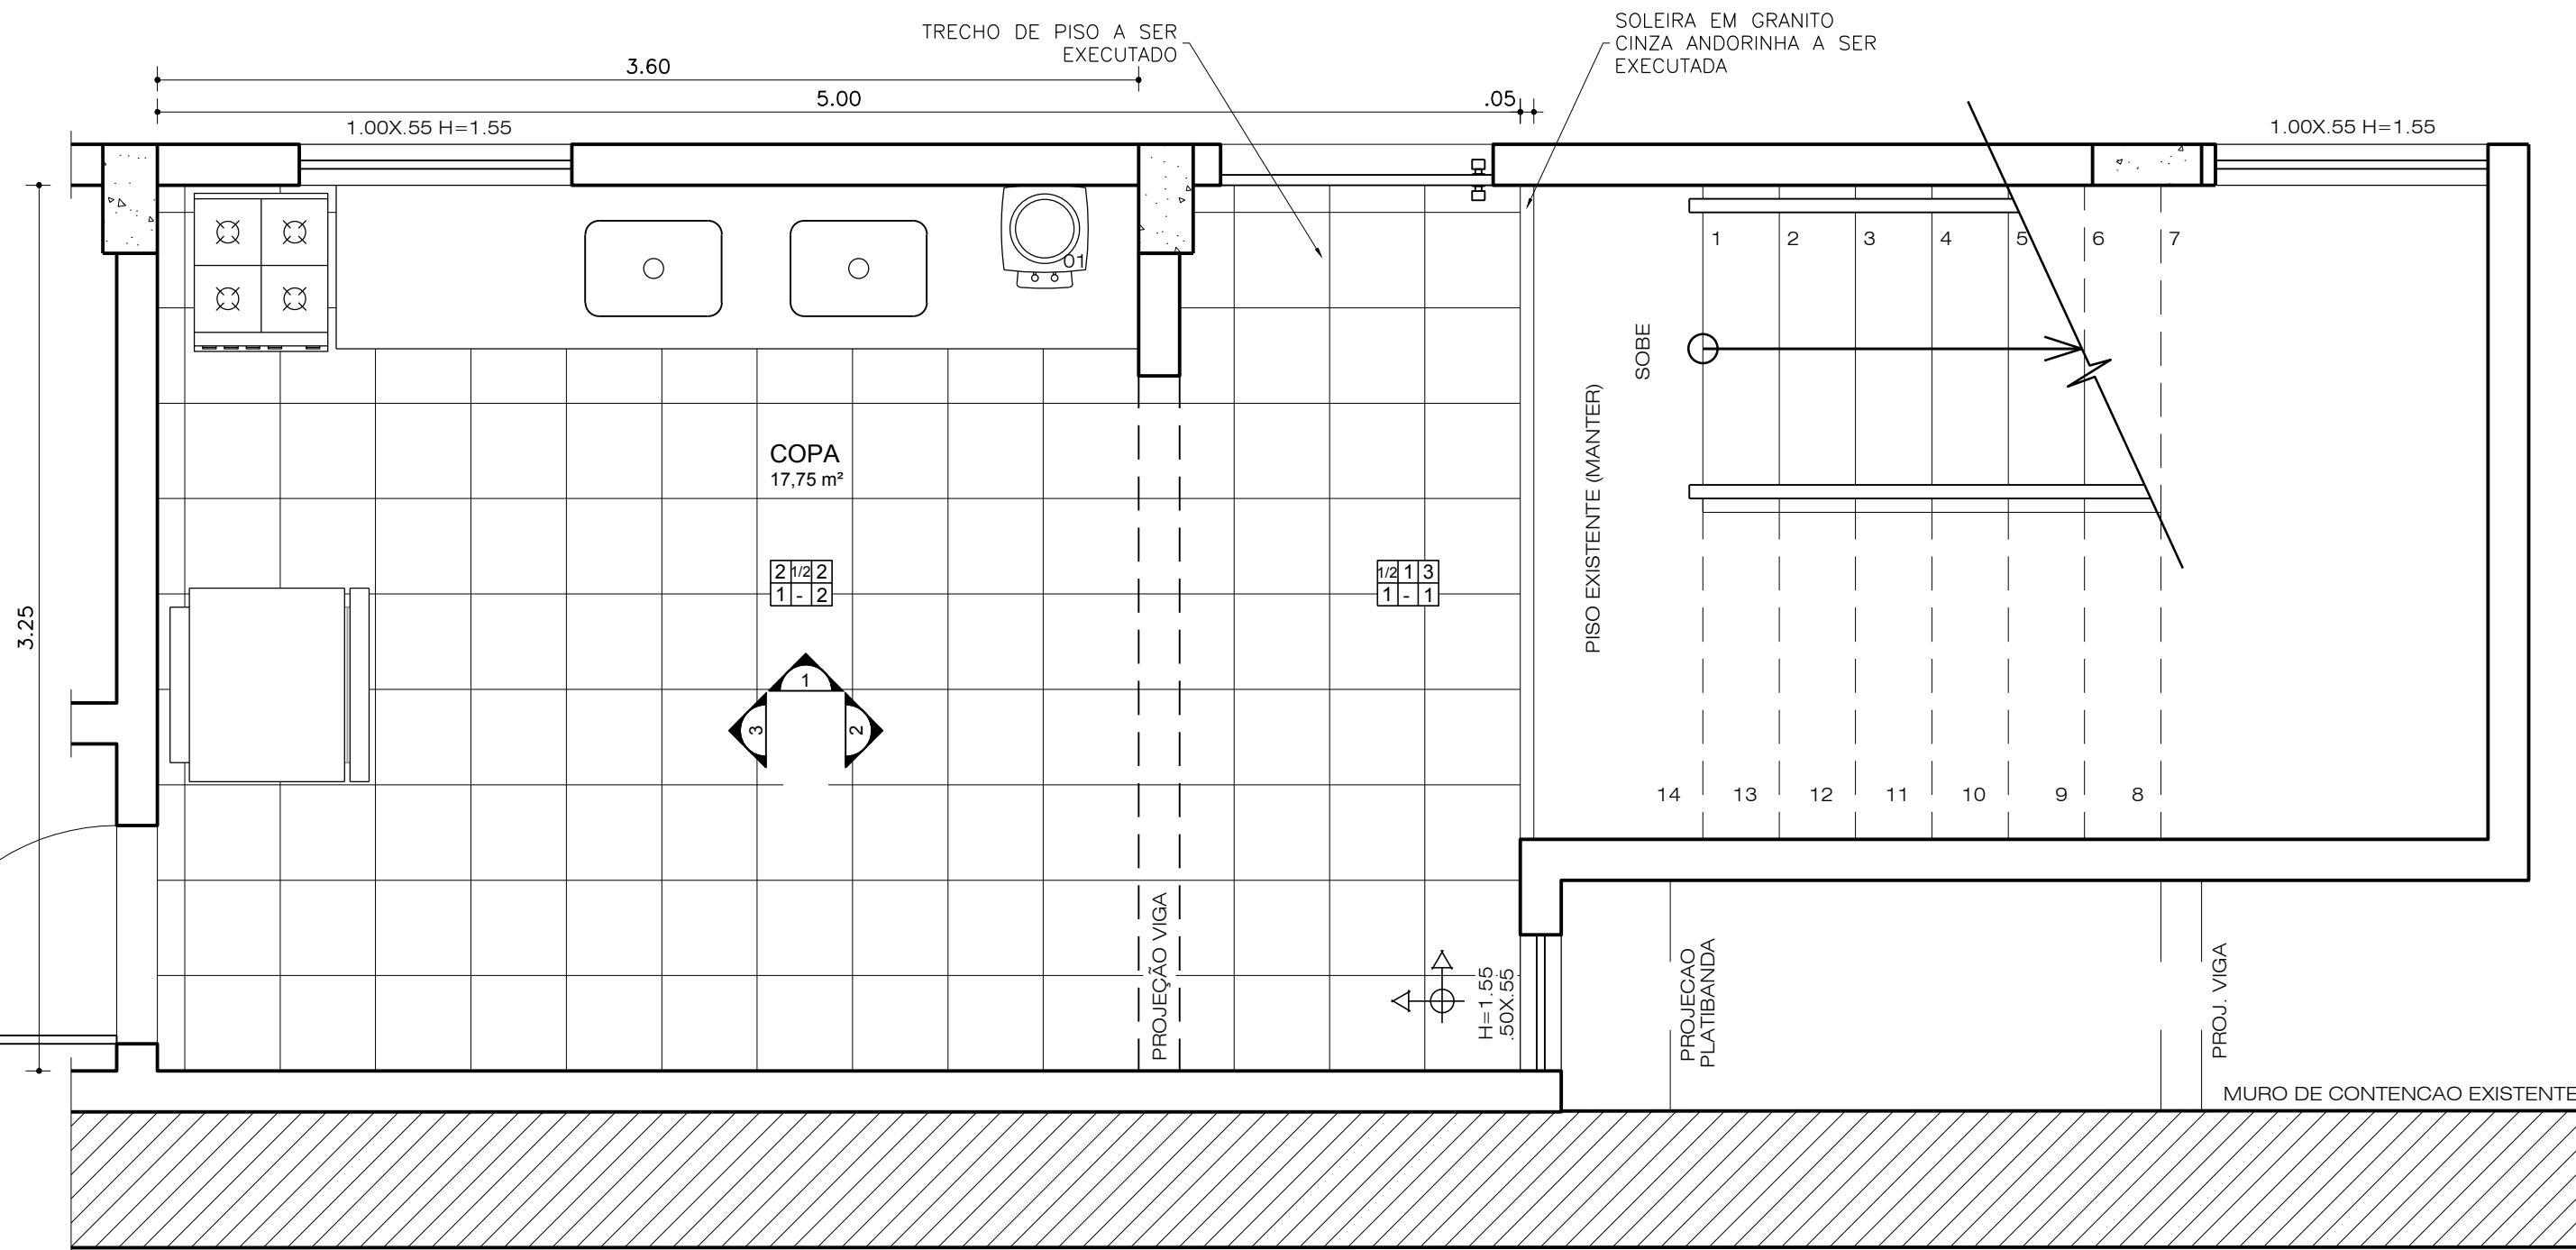 TRECHO DE PISO A SER
EXECUTADO
SOLEIRA EM GRANITO
CINZA ANDORINHA A SER
EXECUTADA
3.60
5.00
.05
1.00X.55 H=1.55
1.00X.55 H=1.55
01
1 2 3 4 5 6 7
SOBE
PISO EXISTENTE (MANTER)
COPA
17,75 m²
2 1/2 2
1 - 2
1/2 1 3
1 - 1
3.25
1
3
2
14 13 12 11 10 9 8
PROJEÇÃO VIGA
H=1.55
.50X.55
PROJECAO
PLATIBANDA
PROJ. VIGA
MURO DE CONTENCAO EXISTENTE